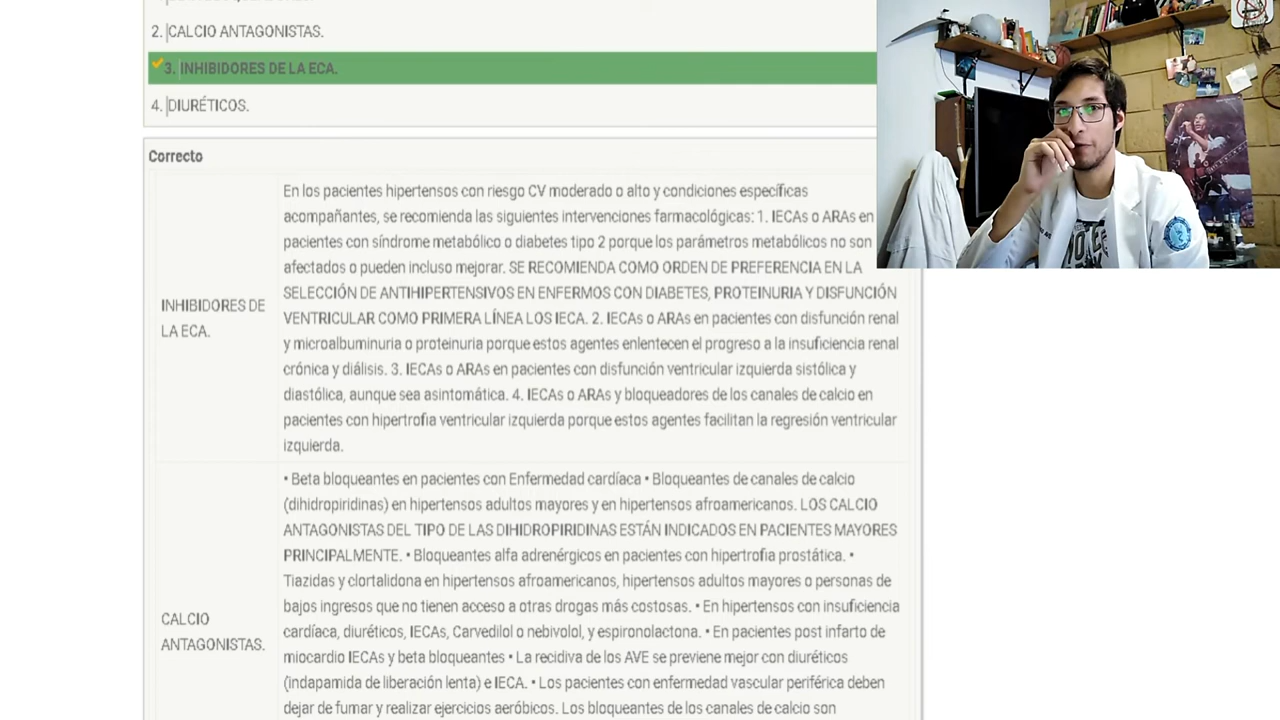 2. CALCIO ANTAGONISTAS.
3. INHIBIDORES DE LA ECA.
4. DIURÉTICOS.
Correcto
INHIBIDORES DE
LA ECA.
En los pacientes hipertensos con riesgo CV moderado o alto y condiciones específicas
acompañantes, se recomienda las siguientes intervenciones farmacológicas: 1. IECAs o ARAs en
pacientes con síndrome metabólico o diabetes tipo 2 porque los parámetros metabólicos no son
afectados o pueden incluso mejorar. SE RECOMIENDA COMO ORDEN DE PREFERENCIA EN LA
SELECCIÓN DE ANTIHIPERTENSIVOS EN ENFERMOS CON DIABETES, PROTEINURIA Y DISFUNCIÓN
VENTRICULAR COMO PRIMERA LÍNEA LOS IECA. 2. IECAs o ARAs en pacientes con disfunción renal
y microalbuminuria o proteinuria porque estos agentes enlentecen el progreso a la insuficiencia renal
crónica y diálisis. 3. IECAs o ARAs en pacientes con disfunción ventricular izquierda sistólica y
diastólica, aunque sea asintomática. 4. IECAs o ARAs y bloqueadores de los canales de calcio en
pacientes con hipertrofia ventricular izquierda porque estos agentes facilitan la regresión ventricular
izquierda.
CALCIO
ANTAGONISTAS.
• Beta bloqueantes en pacientes con Enfermedad cardíaca • Bloqueantes de canales de calcio
(dihidropiridinas) en hipertensos adultos mayores y en hipertensos afroamericanos. LOS CALCIO
ANTAGONISTAS DEL TIPO DE LAS DIHIDROPIRIDINAS ESTÁN INDICADOS EN PACIENTES MAYORES
PRINCIPALMENTE. • Bloqueantes alfa adrenérgicos en pacientes con hipertrofia prostática. •
Tiazidas y clortalidona en hipertensos afroamericanos, hipertensos adultos mayores o personas de
bajos ingresos que no tienen acceso a otras drogas más costosas. • En hipertensos con insuficiencia
cardíaca, diuréticos, IECAs, Carvedilol o nebivolol, y espironolactona. • En pacientes post infarto de
miocardio IECAs y beta bloqueantes • La recidiva de los AVE se previene mejor con diuréticos
(indapamida de liberación lenta) e IECA. • Los pacientes con enfermedad vascular periférica deben
dejar de fumar y realizar ejercicios aeróbicos. Los bloqueantes de los canales de calcio son